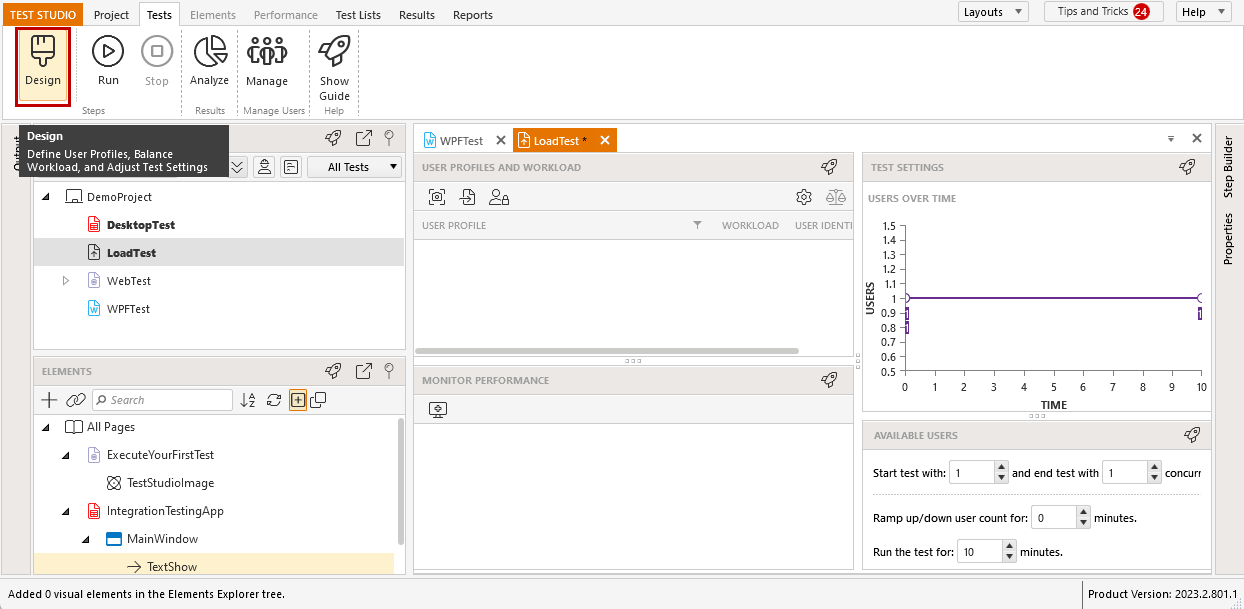 TEST STUDIO Project Tests Elements Performance Test Lists Results Reports Layouts Tips and Tricks 24 Help
Design Run Stop Analyze Manage Show
Guide
Steps Results Manage Users Help
Design
Define User Profiles, Balance
Workload, and Adjust Test Settings
All Tests
DemoProject
DesktopTest
LoadTest
WebTest
WPFTest
ELEMENTS
Search
All Pages
ExecuteYourFirstTest
TestStudioImage
IntegrationTestingApp
MainWindow
TextShow
WPFTest LoadTest *
USER PROFILES AND WORKLOAD
USER PROFILE WORKLOAD USER IDENTI
MONITOR PERFORMANCE
TEST SETTINGS
USERS OVER TIME
USERS
1.5
1.4
1.3
1.2
1.1
1
0.9
0.8
0.7
0.6
0.5
1
1
1
0 1 2 3 4 5 6 7 8 9 10
TIME
AVAILABLE USERS
Start test with: 1 and end test with 1 concurr
Ramp up/down user count for: 0 minutes.
Run the test for: 10 minutes.
Step Builder
Properties
Added 0 visual elements in the Elements Explorer tree.
Product Version: 2023.2.801.1